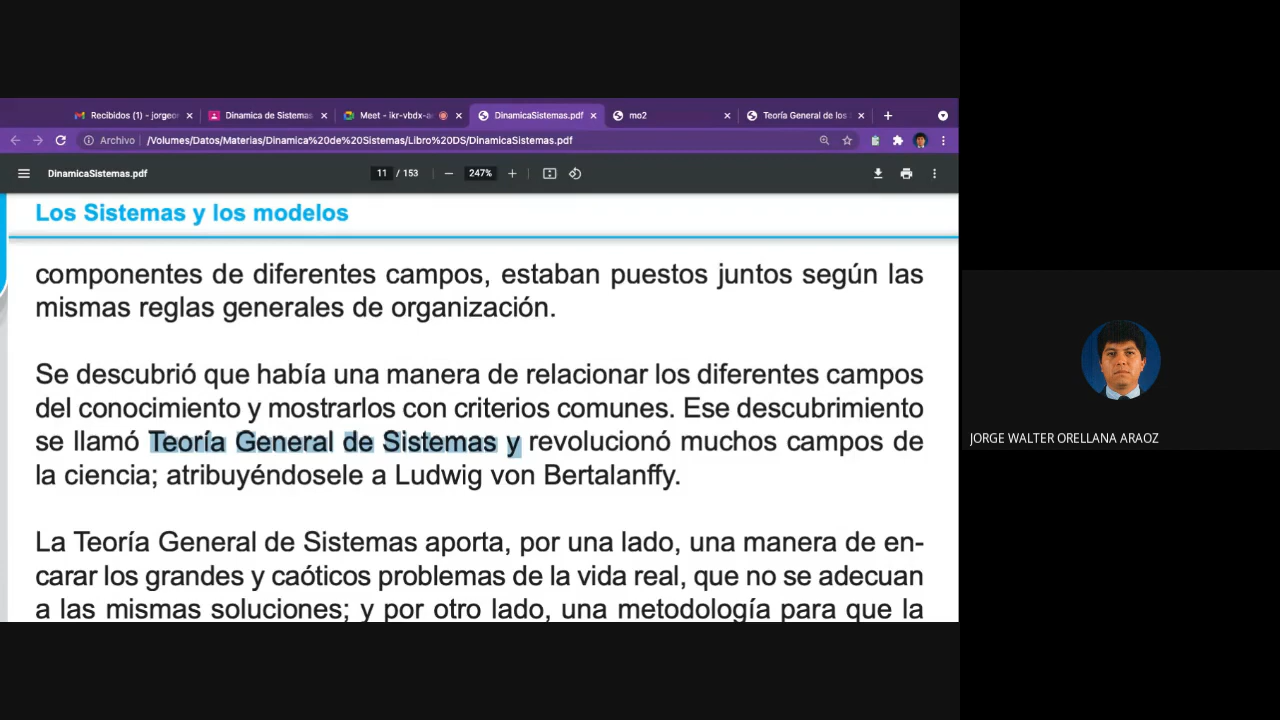 Recibidos (1) - jorgeor
Dinamica de Sistemas
Meet - ikr-vbdx-a
DinamicaSistemas.pdf
mo2
Teoría General de los
Archivo
/Volumes/Datos/Materias/Dinamica%20de%20Sistemas/Libro%20DS/DinamicaSistemas.pdf
DinamicaSistemas.pdf
11 / 153
247%
Los Sistemas y los modelos
componentes de diferentes campos, estaban puestos juntos según las
mismas reglas generales de organización.
Se descubrió que había una manera de relacionar los diferentes campos
del conocimiento y mostrarlos con criterios comunes. Ese descubrimiento
se llamó Teoría General de Sistemas y revolucionó muchos campos de
la ciencia; atribuyéndosele a Ludwig von Bertalanffy.
La Teoría General de Sistemas aporta, por una lado, una manera de en-
carar los grandes y caóticos problemas de la vida real, que no se adecuan
a las mismas soluciones; y por otro lado, una metodología para que la
JORGE WALTER ORELLANA ARAOZ